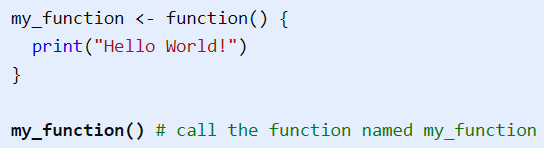 my_function <- function() {
  print("Hello World!")
}
my_function() # call the function named my_function